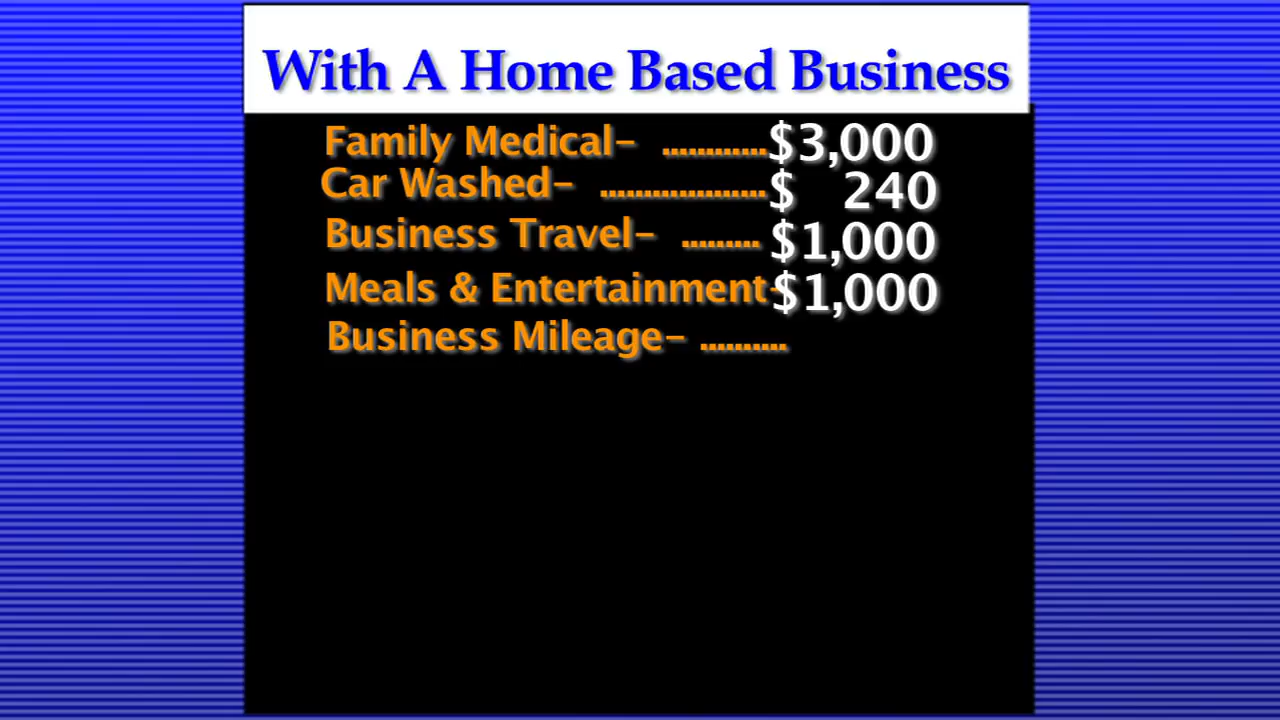 With A Home Based Business
Family Medical- ............$3,000
Car Washed- ...................$ 240
Business Travel- ......... $1,000
Meals & Entertainment-$1,000
Business Mileage- ..........